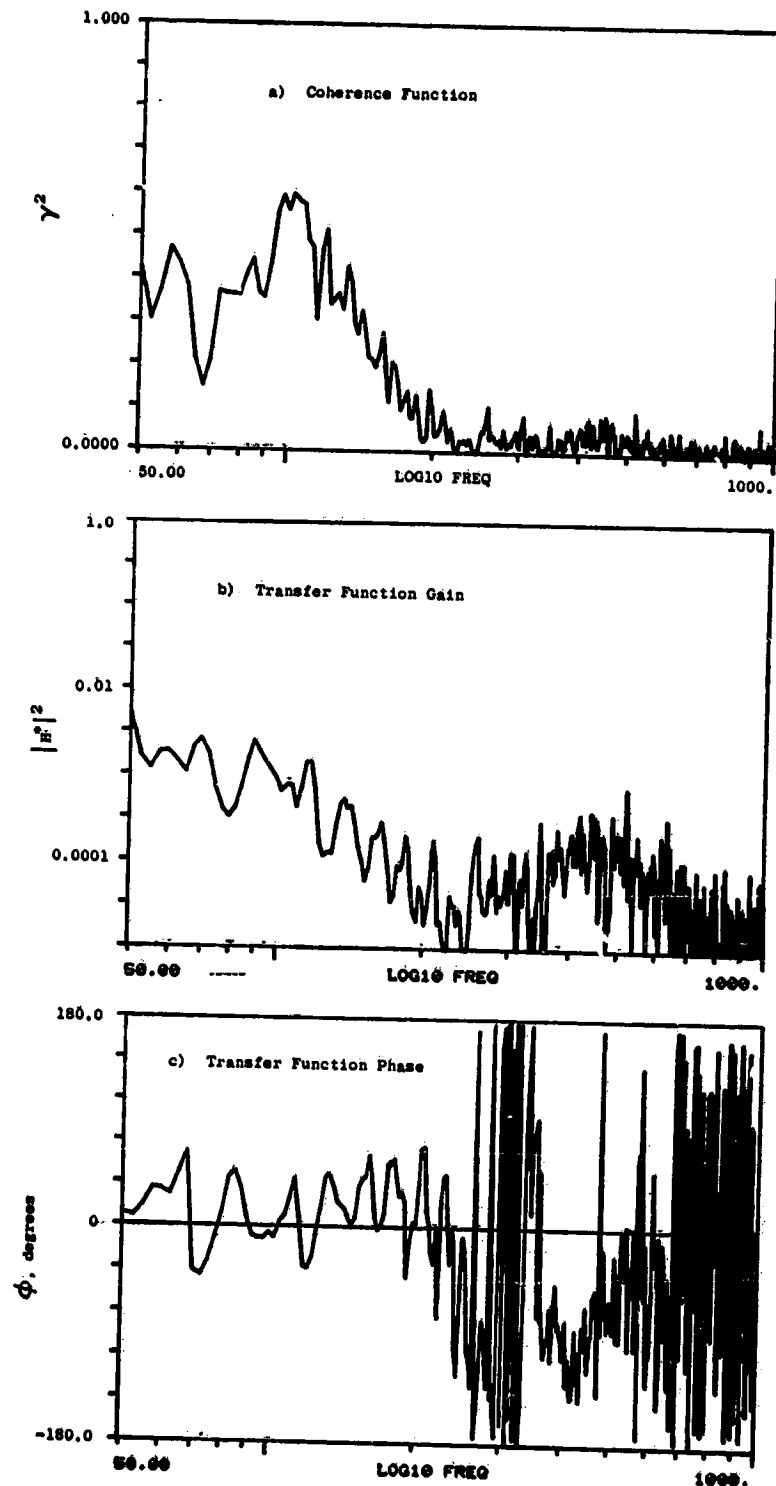 1.000
a) Coherence Function
γ²
0.0000
50.00
LOG10 FREQ
1000.
1.0
b) Transfer Function Gain
0.01
0.0001
50.00
LOG10 FREQ
1000.
180.0
c) Transfer Function Phase
0
ϕ, degrees
-180.0
50.00
LOG10 FREQ
1000.